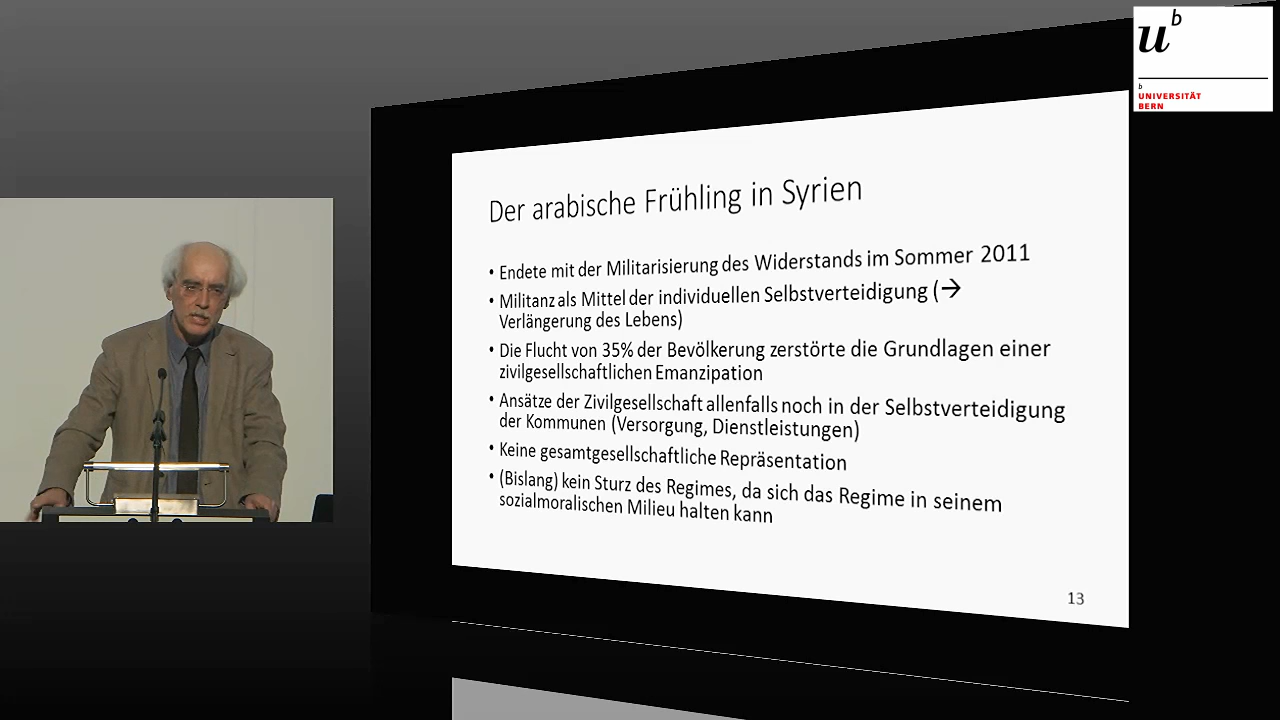 u^b
b
UNIVERSITÄT
BERN
Der arabische Frühling in Syrien
• Endete mit der Militarisierung des Widerstands im Sommer 2011
• Militanz als Mittel der individuellen Selbstverteidigung (→
Verlängerung des Lebens)
• Die Flucht von 35% der Bevölkerung zerstörte die Grundlagen einer
zivilgesellschaftlichen Emanzipation
• Ansätze der Zivilgesellschaft allenfalls noch in der Selbstverteidigung
der Kommunen (Versorgung, Dienstleistungen)
• Keine gesamtgesellschaftliche Repräsentation
• (Bislang) kein Sturz des Regimes, da sich das Regime in seinem
sozialmoralischen Milieu halten kann
13